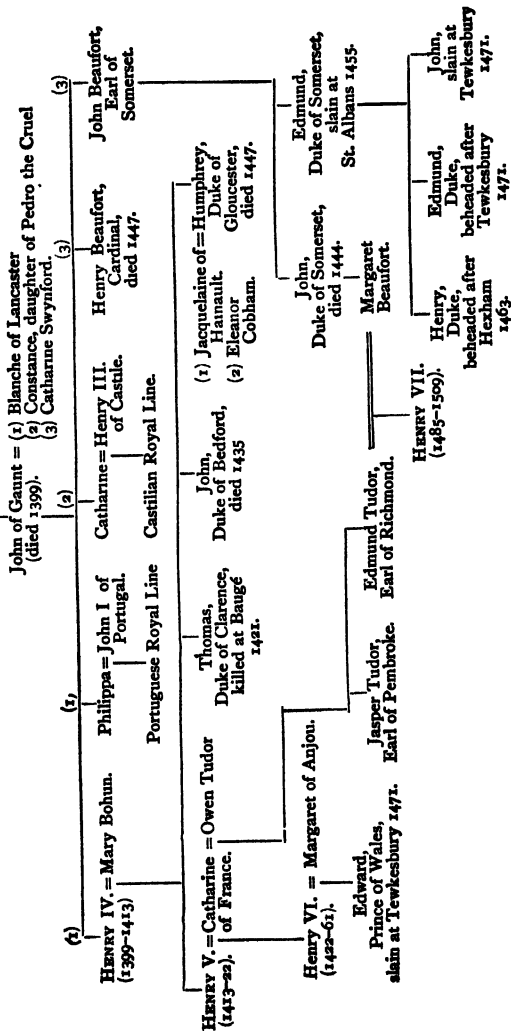 John of Gaunt = (1) Blanche of Lancaster
(died 1399). (2) Constance, daughter of Pedro the Cruel
(3) Catharine Swynford.
(1)
(1,
(2)
(3)
(3)
HENRY IV. = Mary Bohun.
(1399–1413)
Philippa = John I of
Portugal.
Portuguese Royal Line
Catharine = Henry III.
of Castile.
Castilian Royal Line.
Henry Beaufort,
Cardinal,
died 1447.
John Beaufort,
Earl of
Somerset.
HENRY V. = Catharine = Owen Tudor
(1413–22). of France.
Thomas,
Duke of Clarence,
killed at Baugé
1421.
John,
Duke of Bedford,
died 1435
(1) Jacquelaine of = Humphrey,
Hainault. Duke of
(2) Eleanor Gloucester,
Cobham. died 1447.
John,
Duke of Somerset,
died 1444.
Edmund,
Duke of Somerset,
slain at
St. Albans 1455.
Henry VI. = Margaret of Anjou.
(1422–61).
Jasper Tudor,
Earl of Pembroke.
Edmund Tudor,
Earl of Richmond.
Margaret
Beaufort.
Edward,
Prince of Wales,
slain at Tewkesbury 1471.
HENRY VII.
(1485–1509).
Henry,
Duke,
beheaded after
Hexham
1463.
Edmund,
Duke,
beheaded after
Tewkesbury
1471.
John,
slain at
Tewkesbury
1471.